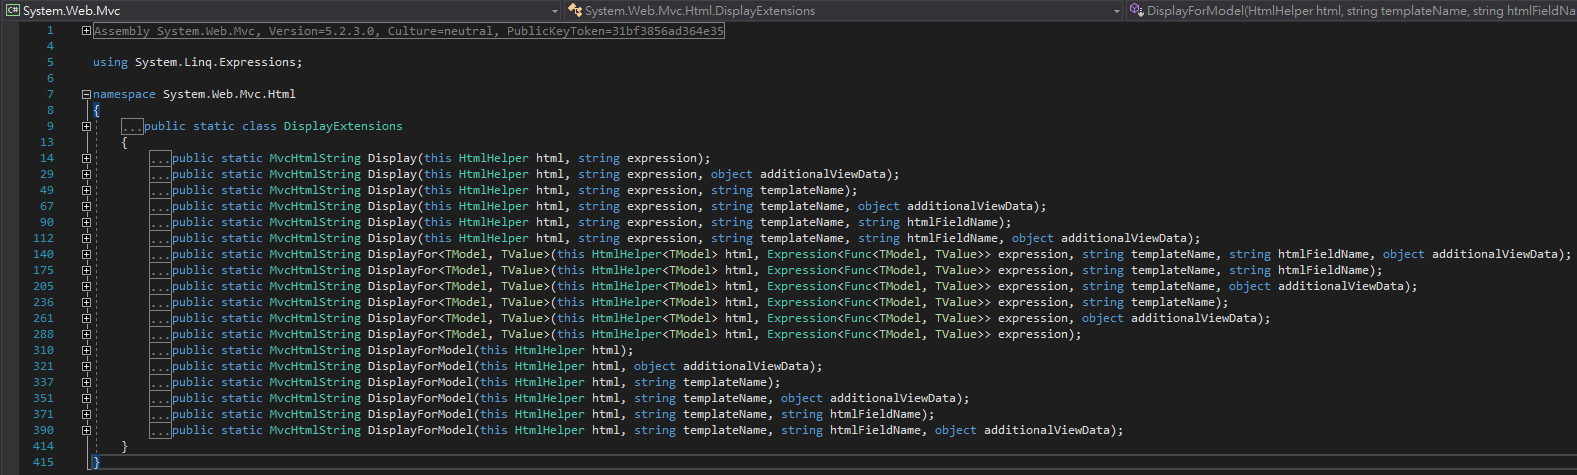 C# System.Web.Mvc System.Web.Mvc.Html.DisplayExtensions DisplayForModel(HtmlHelper html, string templateName, string htmlFieldNa
1 Assembly System.Web.Mvc, Version=5.2.3.0, Culture=neutral, PublicKeyToken=31bf3856ad364e35
4
5 using System.Linq.Expressions;
6
7 namespace System.Web.Mvc.Html
8 {
9 ...public static class DisplayExtensions
13 {
14 ...public static MvcHtmlString Display(this HtmlHelper html, string expression);
29 ...public static MvcHtmlString Display(this HtmlHelper html, string expression, object additionalViewData);
49 ...public static MvcHtmlString Display(this HtmlHelper html, string expression, string templateName);
67 ...public static MvcHtmlString Display(this HtmlHelper html, string expression, string templateName, object additionalViewData);
90 ...public static MvcHtmlString Display(this HtmlHelper html, string expression, string templateName, string htmlFieldName);
112 ...public static MvcHtmlString Display(this HtmlHelper html, string expression, string templateName, string htmlFieldName, object additionalViewData);
140 ...public static MvcHtmlString DisplayFor<TModel, TValue>(this HtmlHelper<TModel> html, Expression<Func<TModel, TValue>> expression, string templateName, string htmlFieldName, object additionalViewData);
175 ...public static MvcHtmlString DisplayFor<TModel, TValue>(this HtmlHelper<TModel> html, Expression<Func<TModel, TValue>> expression, string templateName, string htmlFieldName);
205 ...public static MvcHtmlString DisplayFor<TModel, TValue>(this HtmlHelper<TModel> html, Expression<Func<TModel, TValue>> expression, string templateName, object additionalViewData);
236 ...public static MvcHtmlString DisplayFor<TModel, TValue>(this HtmlHelper<TModel> html, Expression<Func<TModel, TValue>> expression, string templateName);
261 ...public static MvcHtmlString DisplayFor<TModel, TValue>(this HtmlHelper<TModel> html, Expression<Func<TModel, TValue>> expression, object additionalViewData);
288 ...public static MvcHtmlString DisplayFor<TModel, TValue>(this HtmlHelper<TModel> html, Expression<Func<TModel, TValue>> expression);
310 ...public static MvcHtmlString DisplayForModel(this HtmlHelper html);
321 ...public static MvcHtmlString DisplayForModel(this HtmlHelper html, object additionalViewData);
337 ...public static MvcHtmlString DisplayForModel(this HtmlHelper html, string templateName);
351 ...public static MvcHtmlString DisplayForModel(this HtmlHelper html, string templateName, object additionalViewData);
371 ...public static MvcHtmlString DisplayForModel(this HtmlHelper html, string templateName, string htmlFieldName);
390 ...public static MvcHtmlString DisplayForModel(this HtmlHelper html, string templateName, string htmlFieldName, object additionalViewData);
414 }
415 }